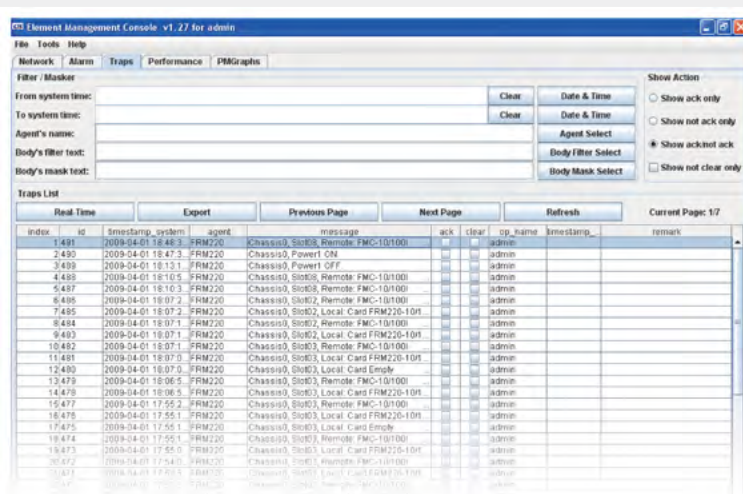 Element Management Console v1.27 for admin
File Tools Help
Network Alarm Traps Performance PMGraphs
Filter / Masker Show Action
From system time: Clear Date & Time Show ack only
To system time: Clear Date & Time Show not ack only
Agent's name: Agent Select
Body's filter text: Body Filter Select Show ack/not ack
Body's mask text: Body Mask Select Show not clear only
Traps List
Real-Time Export Previous Page Next Page Refresh Current Page: 1/7
index id timestamp_system agent message ack clear op_name timestamp_... remark
1 491 2009-04-01 18:48:3... FRM220 Chassis0, Slot08, Remote: FMC-10/100I admin
2 490 2009-04-01 18:47:3... FRM220 Chassis0, Power1 ON admin
3 489 2009-04-01 18:13:1... FRM220 Chassis0, Power1 OFF admin
4 488 2009-04-01 18:10:5... FRM220 Chassis0, Slot08, Remote: FMC-10/100I admin
5 487 2009-04-01 18:10:3... FRM220 Chassis0, Slot08, Remote: FMC-10/100I ... admin
6 486 2009-04-01 18:07:2... FRM220 Chassis0, Slot02, Remote: FMC-10/100I ... admin
7 485 2009-04-01 18:07:2... FRM220 Chassis0, Slot02, Local: Card FRM220-10/1... admin
8 484 2009-04-01 18:07:1... FRM220 Chassis0, Slot02, Remote: FMC-10/100I ... admin
9 483 2009-04-01 18:07:1... FRM220 Chassis0, Slot02, Local: Card FRM220-10/1... admin
10 482 2009-04-01 18:07:1... FRM220 Chassis0, Slot03, Remote: FMC-10/100I ... admin
11 481 2009-04-01 18:07:0... FRM220 Chassis0, Slot03, Local: Card FRM220-10/1... admin
12 480 2009-04-01 18:07:0... FRM220 Chassis0, Slot03, Local: Card Empty admin
13 479 2009-04-01 18:06:5... FRM220 Chassis0, Slot03, Remote: FMC-10/100I ... admin
14 478 2009-04-01 18:06:5... FRM220 Chassis0, Slot03, Local: Card FRM220-10/1... admin
15 477 2009-04-01 17:55:2... FRM220 Chassis0, Slot03, Remote: FMC-10/100I ... admin
16 476 2009-04-01 17:55:1... FRM220 Chassis0, Slot03, Local: Card FRM220-10/1... admin
17 475 2009-04-01 17:55:1... FRM220 Chassis0, Slot03, Local: Card Empty admin
18 474 2009-04-01 17:55:1... FRM220 Chassis0, Slot03, Remote: FMC-10/100I ... admin
19 473 2009-04-01 17:55:0... FRM220 Chassis0, Slot03, Local: Card FRM220-10/1... admin
20 472 2009-04-01 17:54:0... FRM220 Chassis0, Slot03, Remote: FMC-10/100I ... admin